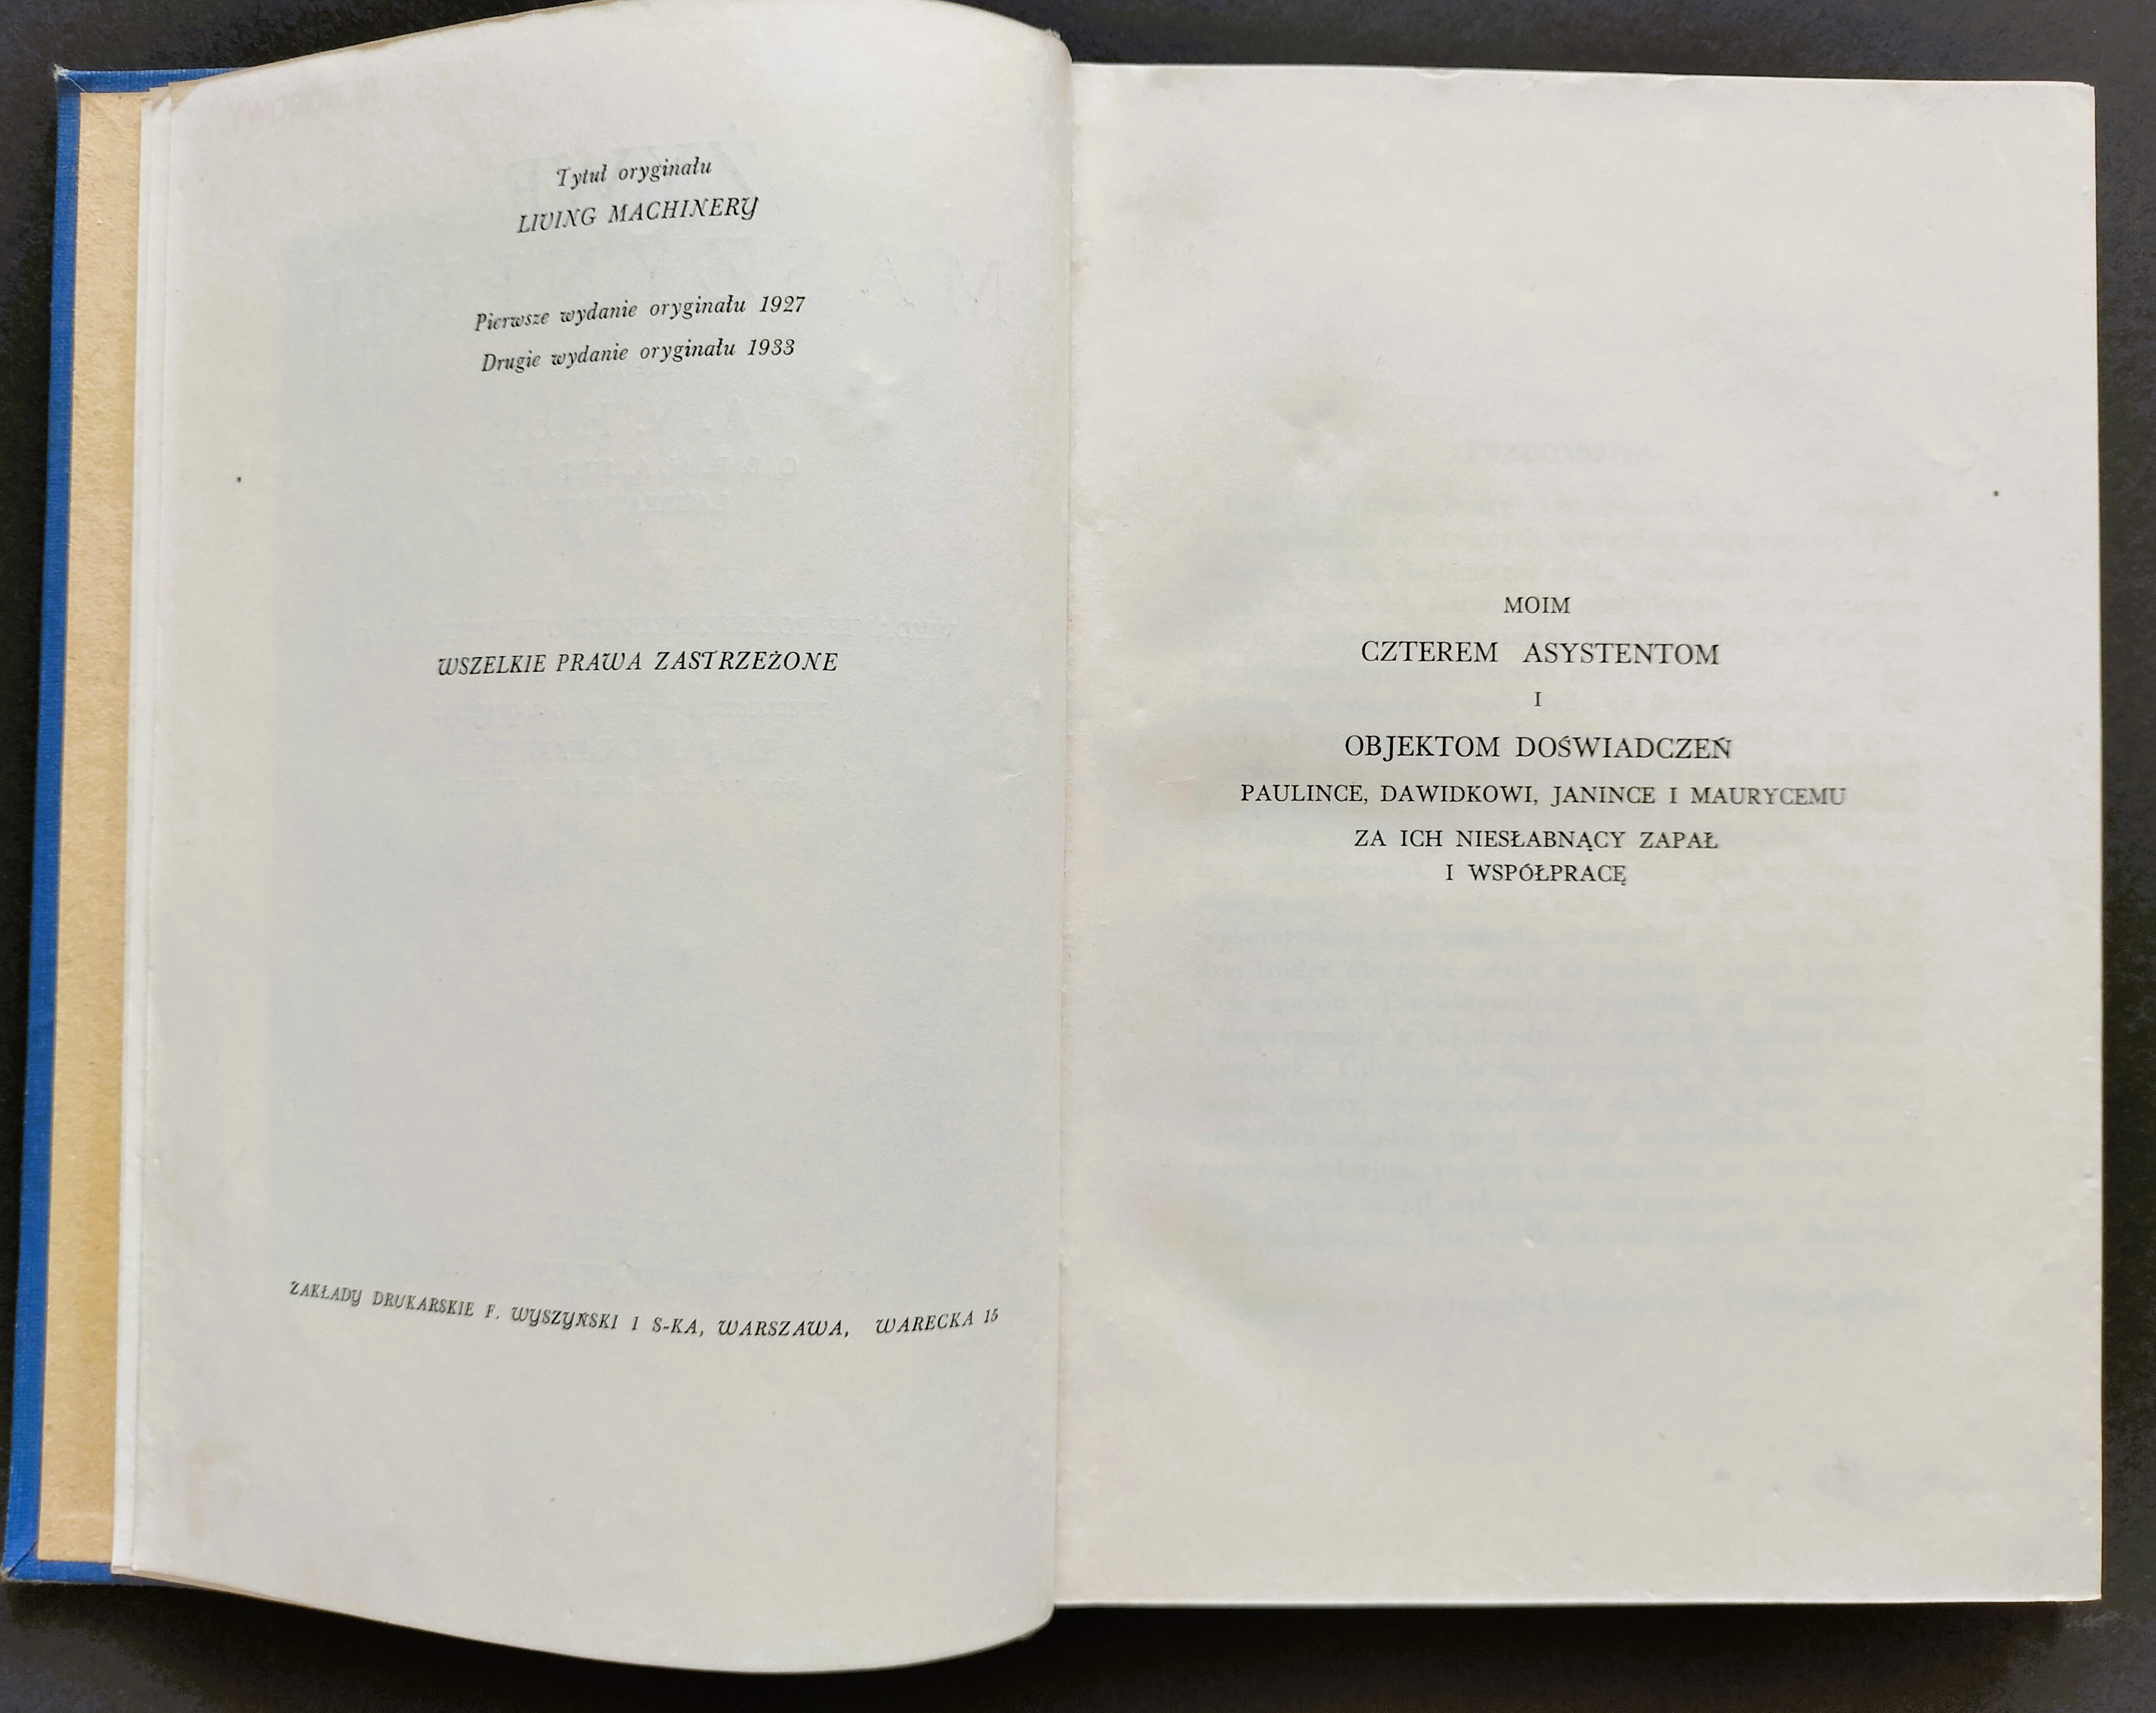 Tytuł oryginału
LIVING MACHINERY
Pierwsze wydanie oryginału 1927
Drugie wydanie oryginału 1933
WSZELKIE PRAWA ZASTRZEŻONE
ZAKŁADY DRUKARSKIE F. WYSZYŃSKI I S-KA, WARSZAWA, WARECKA 15
MOIM
CZTEREM ASYSTENTOM
I
OBJEKTOM DOŚWIADCZEŃ
PAULINCE, DAWIDKOWI, JANINCE I MAURYCEMU
ZA ICH NIESŁABNĄCY ZAPAŁ
I WSPÓŁPRACĘ